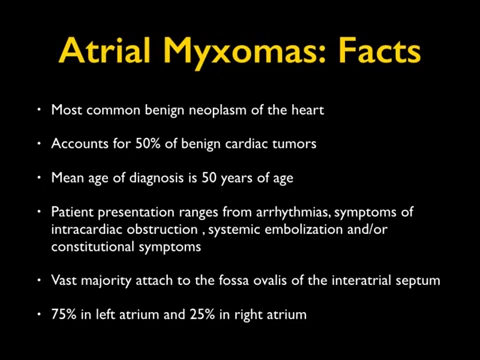 Atrial Myxomas: Facts
• Most common benign neoplasm of the heart
• Accounts for 50% of benign cardiac tumors
• Mean age of diagnosis is 50 years of age
• Patient presentation ranges from arrhythmias, symptoms of
intracardiac obstruction , systemic embolization and/or
constitutional symptoms
• Vast majority attach to the fossa ovalis of the interatrial septum
• 75% in left atrium and 25% in right atrium